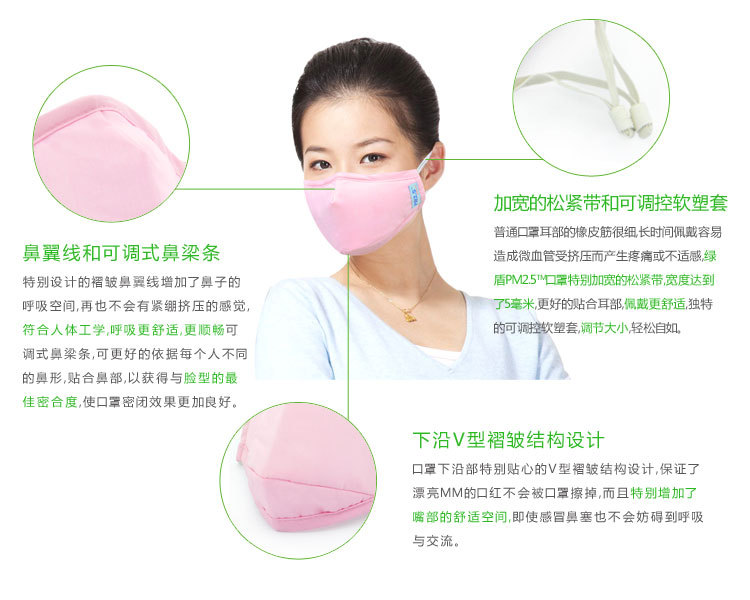 鼻翼线和可调式鼻梁条
特别设计的褶皱鼻翼线增加了鼻子的
呼吸空间,再也不会有紧绷挤压的感觉,
符合人体工学,呼吸更舒适,更顺畅可
调式鼻梁条,可更好的依据每个人不同
的鼻形,贴合鼻部,以获得与脸型的最
佳密合度,使口罩密闭效果更加良好。
加宽的松紧带和可调控软塑套
普通口罩耳部的橡皮筋很细,长时间佩戴容易
造成微血管受挤压而产生疼痛或不适感,绿
盾PM2.5™口罩特别加宽的松紧带,宽度达到
了5毫米,更好的贴合耳部,佩戴更舒适,独特
的可调控软塑套,调节大小,轻松自如。
下沿V型褶皱结构设计
口罩下沿部特别贴心的V型褶皱结构设计,保证了
漂亮MM的口红不会被口罩擦掉,而且特别增加了
嘴部的舒适空间,即使感冒鼻塞也不会妨碍到呼吸
与交流。